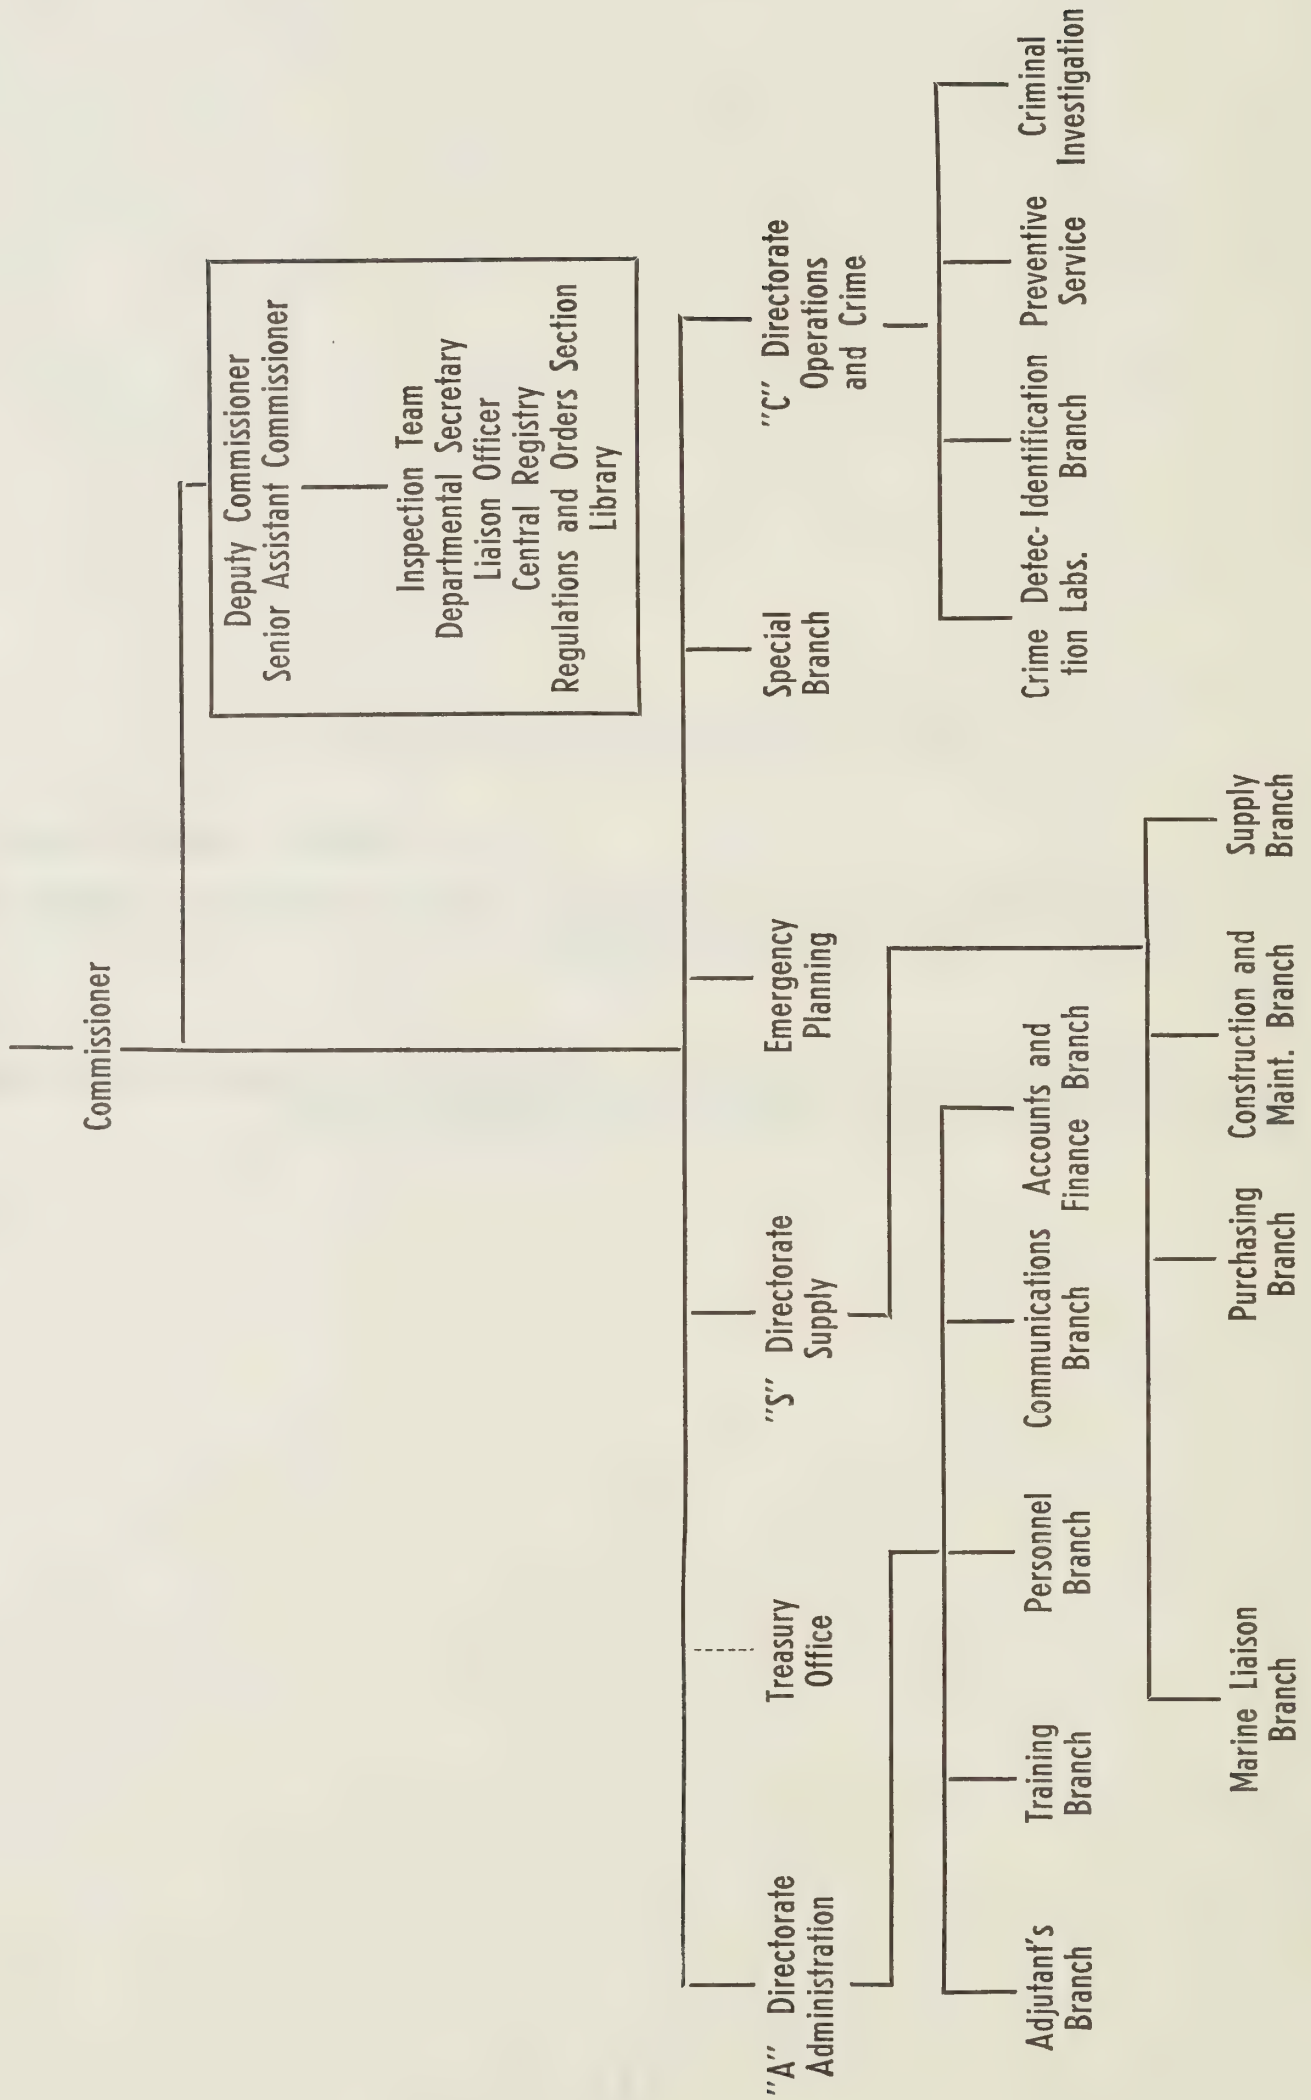 Commissioner
Deputy Commissioner
Senior Assistant Commissioner
Inspection Team
Departmental Secretary
Liaison Officer
Central Registry
Regulations and Orders Section
Library
"A" Directorate
Administration
Treasury
Office
"S" Directorate
Supply
Emergency
Planning
Special
Branch
"C" Directorate
Operations
and Crime
Adjutant's
Branch
Training
Branch
Personnel
Branch
Communications
Branch
Accounts and
Finance Branch
Crime Detec-
tion Labs.
Identification
Branch
Preventive
Service
Criminal
Investigation
Marine Liaison
Branch
Purchasing
Branch
Construction and
Maint. Branch
Supply
Branch